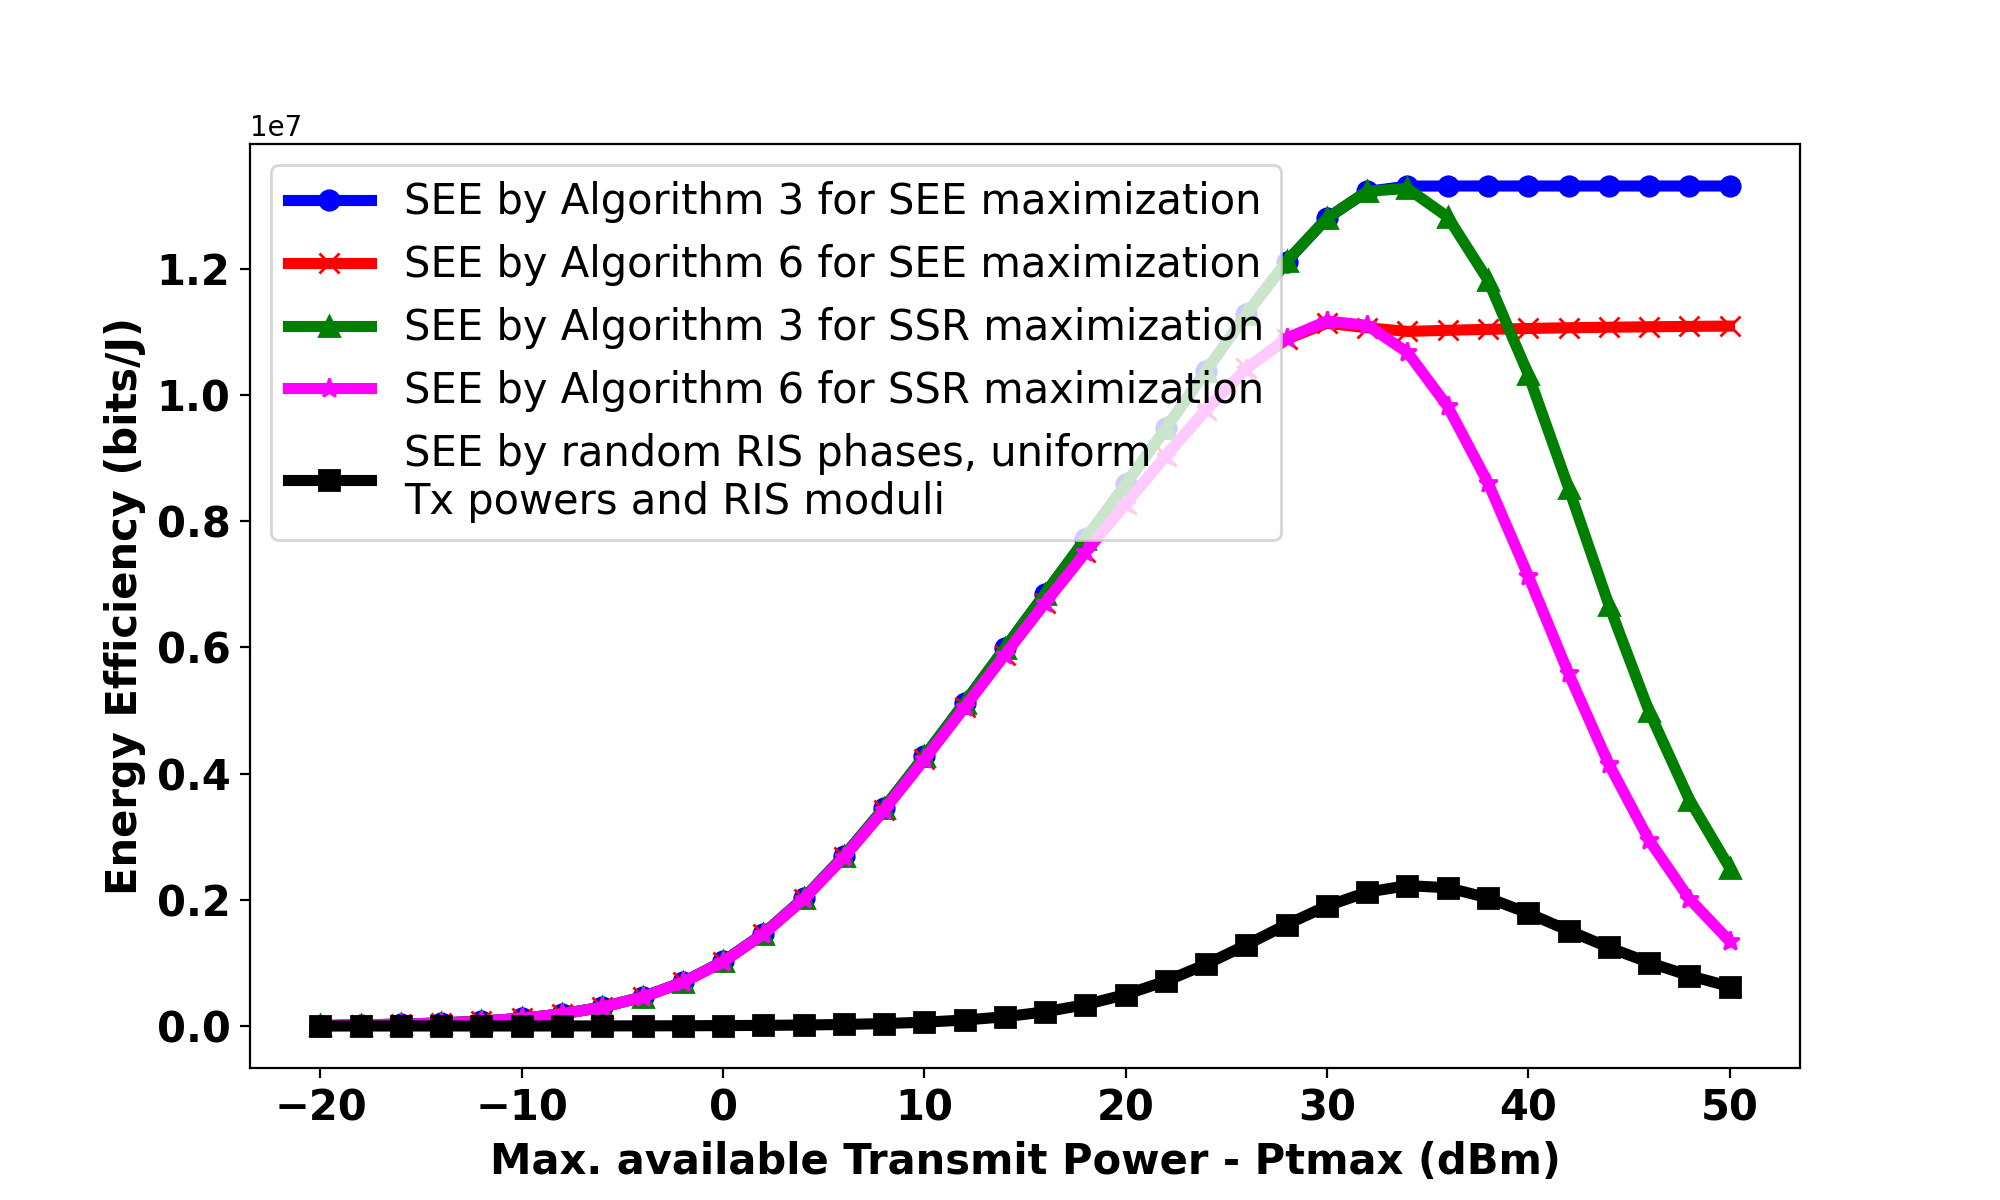 1e7
SEE by Algorithm 3 for SEE maximization
SEE by Algorithm 6 for SEE maximization
SEE by Algorithm 3 for SSR maximization
SEE by Algorithm 6 for SSR maximization
SEE by random RIS phases, uniform
Tx powers and RIS moduli
Energy Efficiency (bits/J)
1.2
1.0
0.8
0.6
0.4
0.2
0.0
−20 −10 0 10 20 30 40 50
Max. available Transmit Power - Ptmax (dBm)